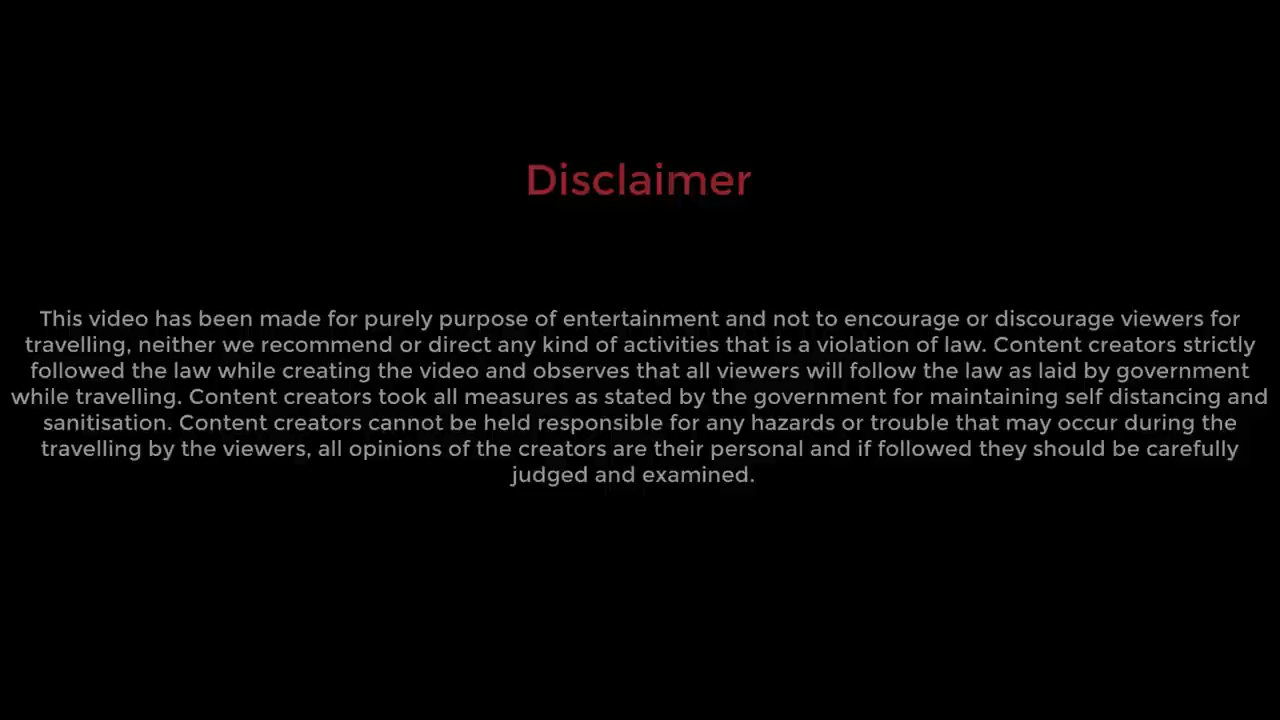 Disclaimer
This video has been made for purely purpose of entertainment and not to encourage or discourage viewers for
travelling, neither we recommend or direct any kind of activities that is a violation of law. Content creators strictly
followed the law while creating the video and observes that all viewers will follow the law as laid by government
while travelling. Content creators took all measures as stated by the government for maintaining self distancing and
sanitisation. Content creators cannot be held responsible for any hazards or trouble that may occur during the
travelling by the viewers, all opinions of the creators are their personal and if followed they should be carefully
judged and examined.